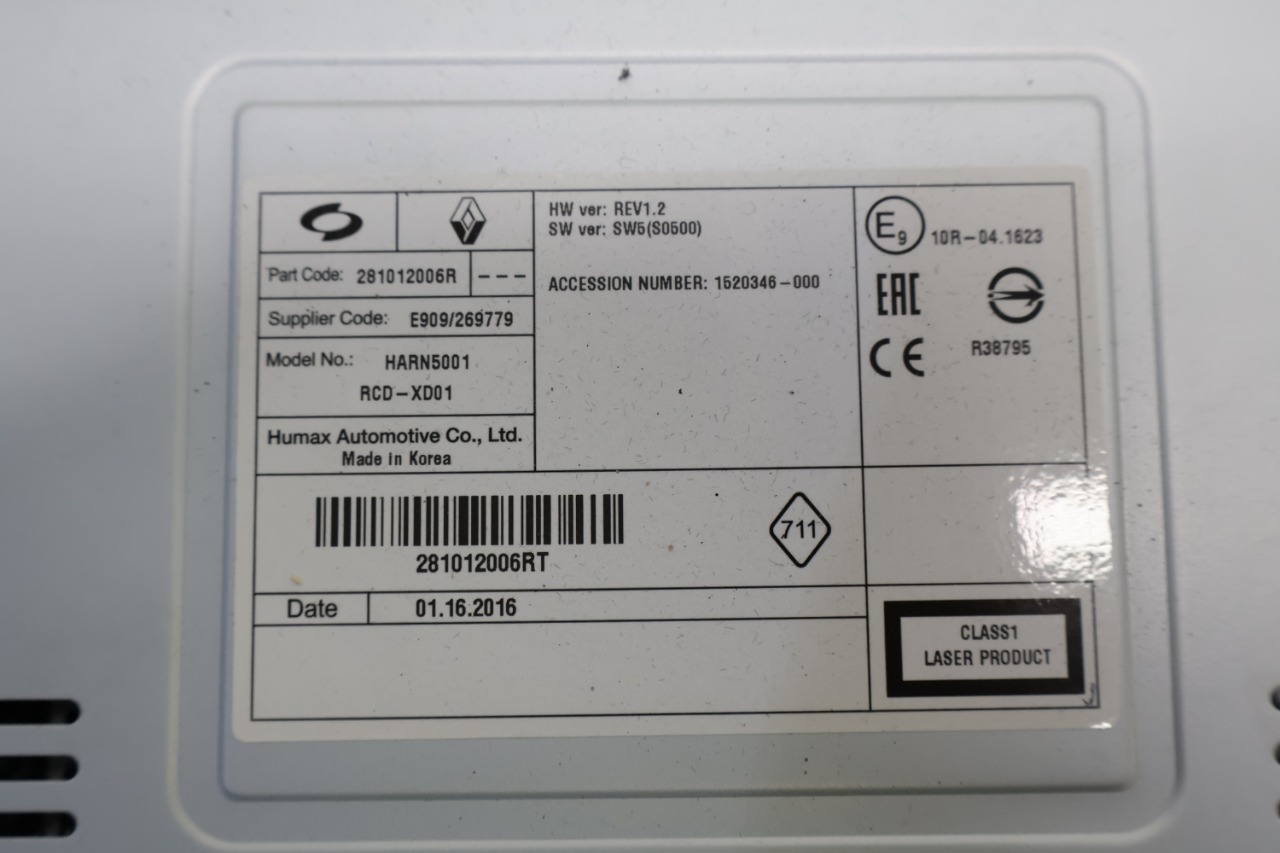 Part Code: 281012006R ---
Supplier Code: E909/269779
Model No.: HARN5001
RCD-XD01
Humax Automotive Co., Ltd.
Made in Korea
HW ver: REV1.2
SW ver: SW5(S0500)
ACCESSION NUMBER: 1520346-000
E9 10R-04.1623
EAC
CE R38795
281012006RT
711
Date 01.16.2016
CLASS1
LASER PRODUCT